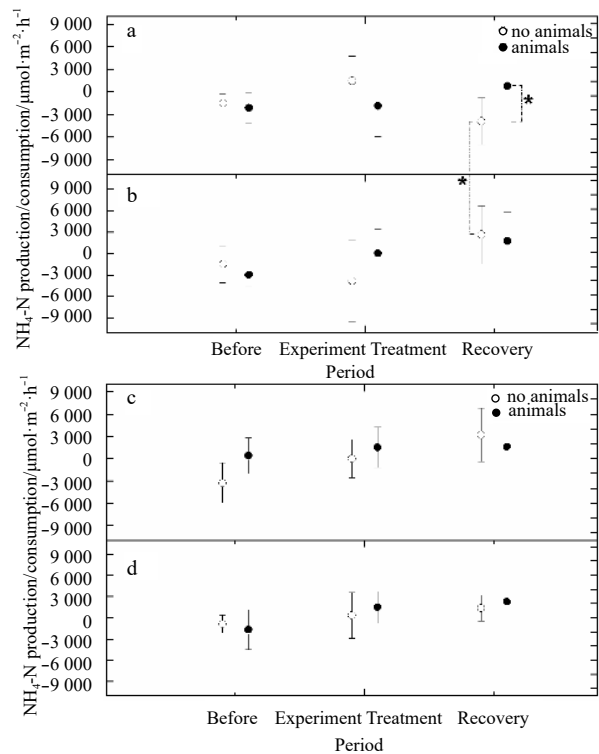 NH₄-N production/consumption/μmol·m⁻²·h⁻¹
a
no animals
animals
9 000
6 000
3 000
0
−3 000
−6 000
−9 000
*
*
b
9 000
6 000
3 000
0
−3 000
−6 000
−9 000
Before Experiment Treatment Recovery
Period
NH₄-N production/consumption/μmol·m⁻²·h⁻¹
c
no animals
animals
9 000
6 000
3 000
0
−3 000
−6 000
−9 000
d
9 000
6 000
3 000
0
−3 000
−6 000
−9 000
Before Experiment Treatment Recovery
Period